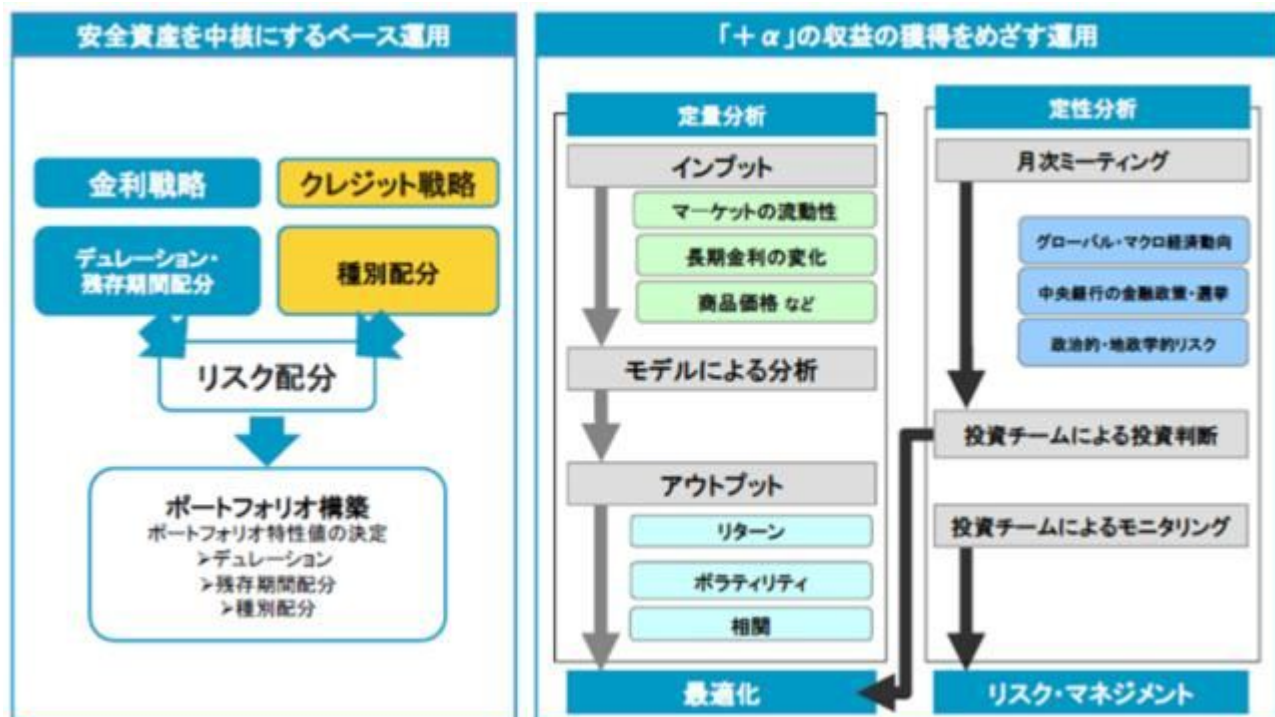 安全資産を中核にするベース運用
金利戦略
クレジット戦略
デュレーション・
残存期間配分
種別配分
リスク配分
ポートフォリオ構築
ポートフォリオ特性値の決定
➢デュレーション
➢残存期間配分
➢種別配分
「+α」の収益の獲得をめざす運用
定量分析
インプット
マーケットの流動性
長期金利の変化
商品価格 など
モデルによる分析
アウトプット
リターン
ボラティリティ
相関
最適化
定性分析
月次ミーティング
グローバル・マクロ経済動向
中央銀行の金融政策・選挙
政治的・地政学的リスク
投資チームによる投資判断
投資チームによるモニタリング
リスク・マネジメント